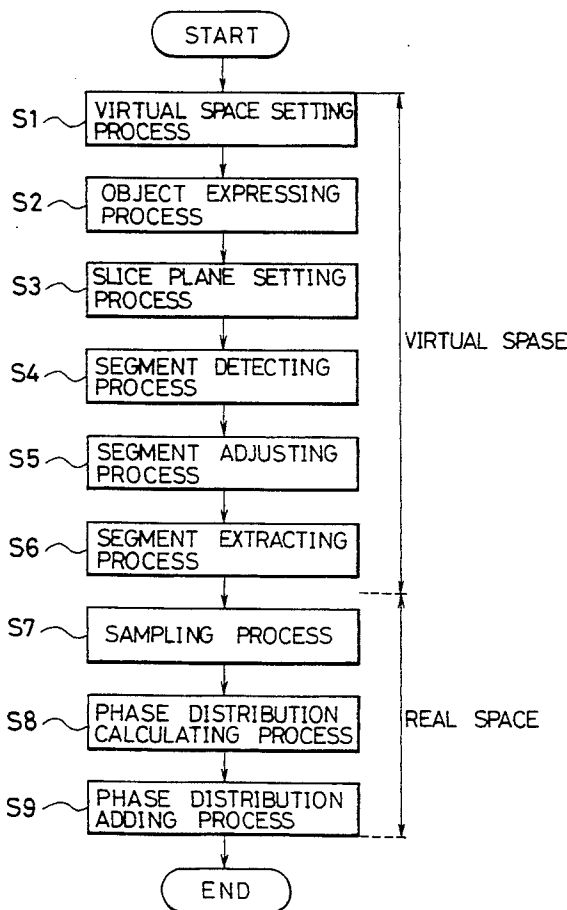 START
S1
VIRTUAL SPACE SETTING
PROCESS
S2
OBJECT EXPRESSING
PROCESS
S3
SLICE PLANE SETTING
PROCESS
S4
SEGMENT DETECTING
PROCESS
VIRTUAL SPASE
S5
SEGMENT ADJUSTING
PROCESS
S6
SEGMENT EXTRACTING
PROCESS
S7
SAMPLING PROCESS
S8
PHASE DISTRIBUTION
CALCULATING PROCESS
REAL SPACE
S9
PHASE DISTRIBUTION
ADDING PROCESS
END